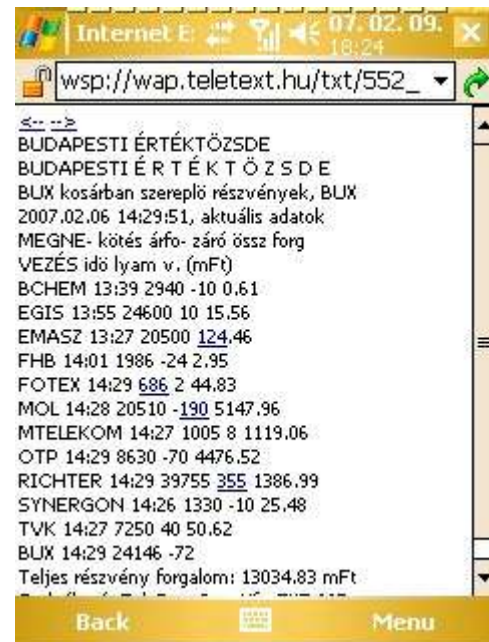 Internet E: 07. 02. 09.
18:24
wsp://wap.teletext.hu/txt/552_
<-- -->
BUDAPESTI ÉRTÉKTÖZSDE
BUDAPESTI É R T É K T Ö Z S D E
BUX kosárban szereplö részvények, BUX
2007.02.06 14:29:51, aktuális adatok
MEGNE- kötés árfo- záró össz forg
VEZÉS idö lyam v. (mFt)
BCHEM 13:39 2940 -10 0.61
EGIS 13:55 24600 10 15.56
EMASZ 13:27 20500 124.46
FHB 14:01 1986 -24 2.95
FOTEX 14:29 686 2 44.83
MOL 14:28 20510 -190 5147.96
MTELEKOM 14:27 1005 8 1119.06
OTP 14:29 8630 -70 4476.52
RICHTER 14:29 39755 355 1386.99
SYNERGON 14:26 1330 -10 25.48
TVK 14:27 7250 40 50.62
BUX 14:29 24146 -72
Teljes részvény forgalom: 13034.83 mFt
Back Menu